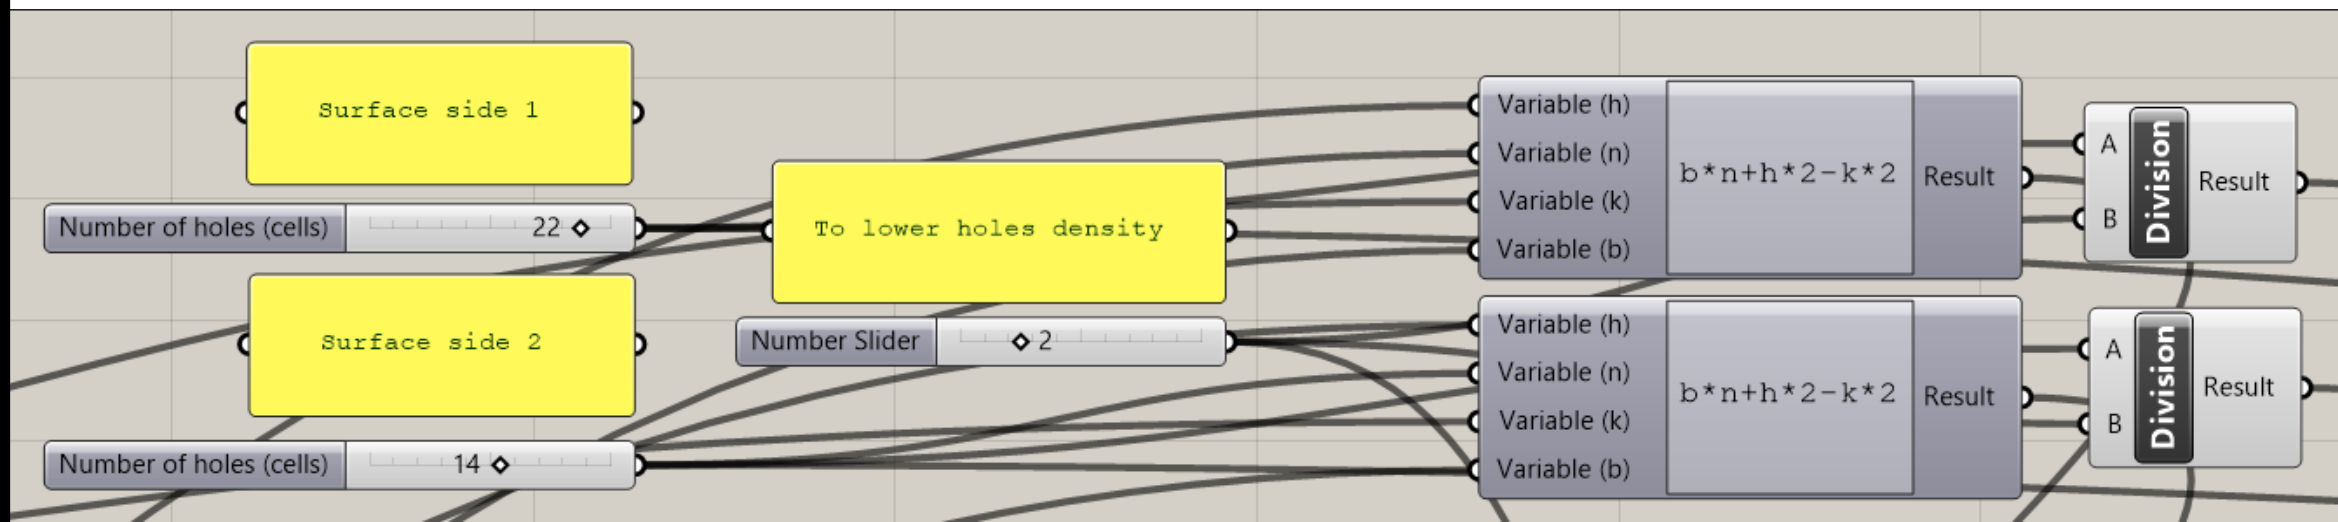 Surface side 1
Number of holes (cells) 22
Surface side 2
Number of holes (cells) 14
To lower holes density
Number Slider 2
Variable (h)
Variable (n)
Variable (k)
Variable (b)
b*n+h*2-k*2
Result
A
B
Division
Result
Variable (h)
Variable (n)
Variable (k)
Variable (b)
b*n+h*2-k*2
Result
A
B
Division
Result